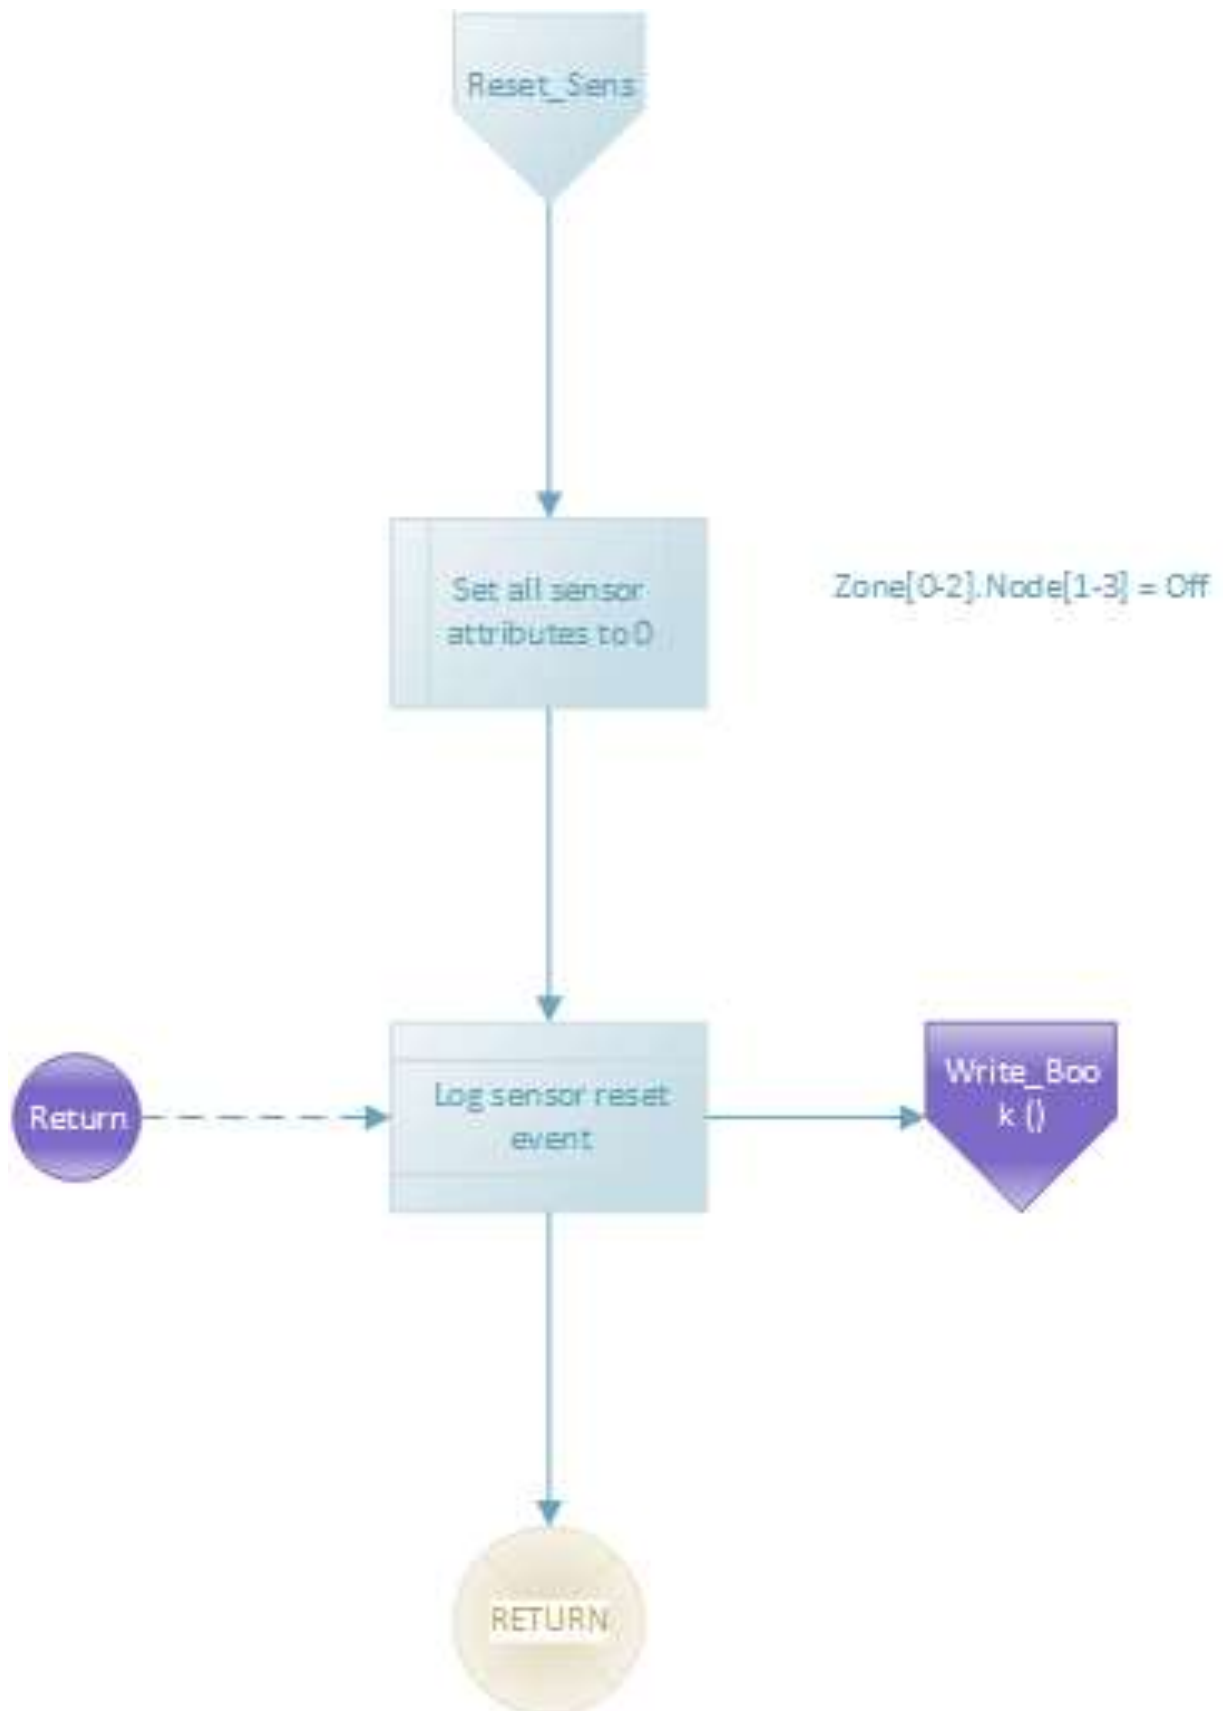 Reset_Sens
Set all sensor
attributes to 0
Zone[0-2].Node[1-3] = Off
Return
Log sensor reset
event
Write_Boo
k ()
RETURN